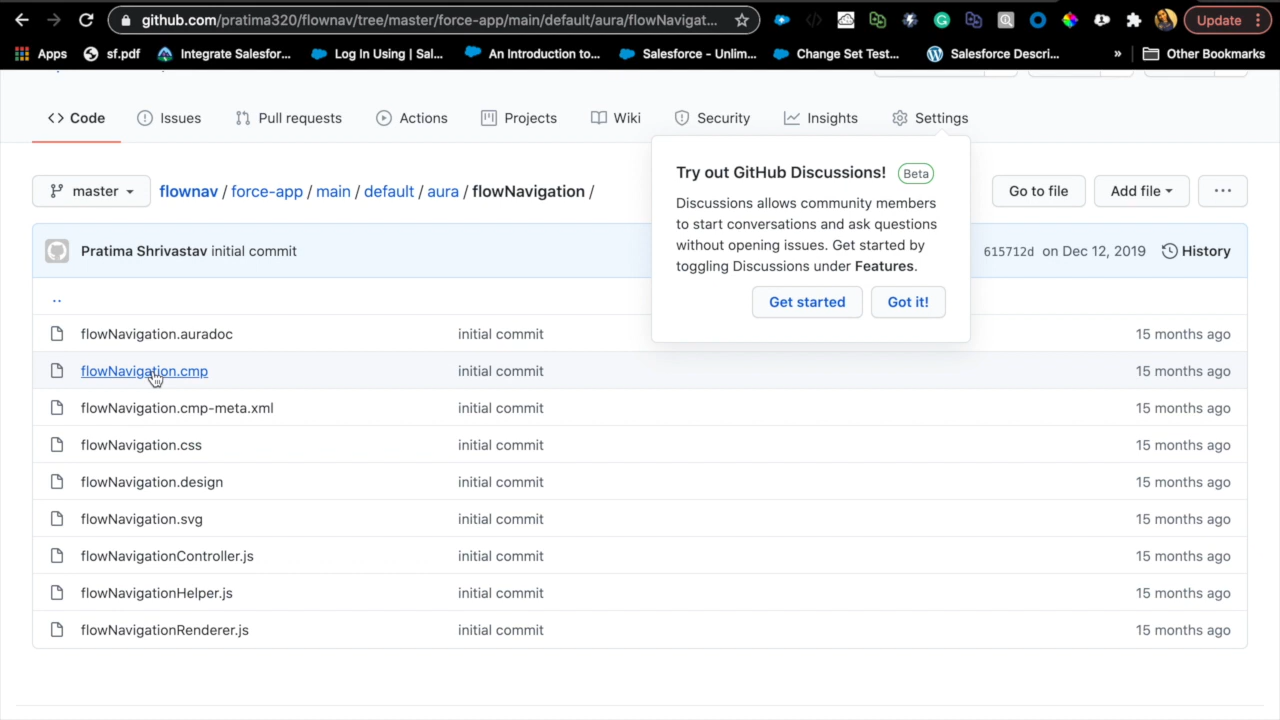 github.com/pratima320/flownav/tree/master/force-app/main/default/aura/flowNavigat...
Update
Apps
sf.pdf
Integrate Salesfor...
Log In Using | Sal...
An Introduction to...
Salesforce - Unlim...
Change Set Test...
Salesforce Descri...
»
Other Bookmarks
<> Code
Issues
Pull requests
Actions
Projects
Wiki
Security
Insights
Settings
Try out GitHub Discussions! Beta
Discussions allows community members
to start conversations and ask questions
without opening issues. Get started by
toggling Discussions under Features.
Get started
Got it!
master
flownav / force-app / main / default / aura / flowNavigation /
Go to file
Add file
...
Pratima Shrivastav initial commit
615712d on Dec 12, 2019
History
..
flowNavigation.auradoc initial commit 15 months ago
flowNavigation.cmp initial commit 15 months ago
flowNavigation.cmp-meta.xml initial commit 15 months ago
flowNavigation.css initial commit 15 months ago
flowNavigation.design initial commit 15 months ago
flowNavigation.svg initial commit 15 months ago
flowNavigationController.js initial commit 15 months ago
flowNavigationHelper.js initial commit 15 months ago
flowNavigationRenderer.js initial commit 15 months ago